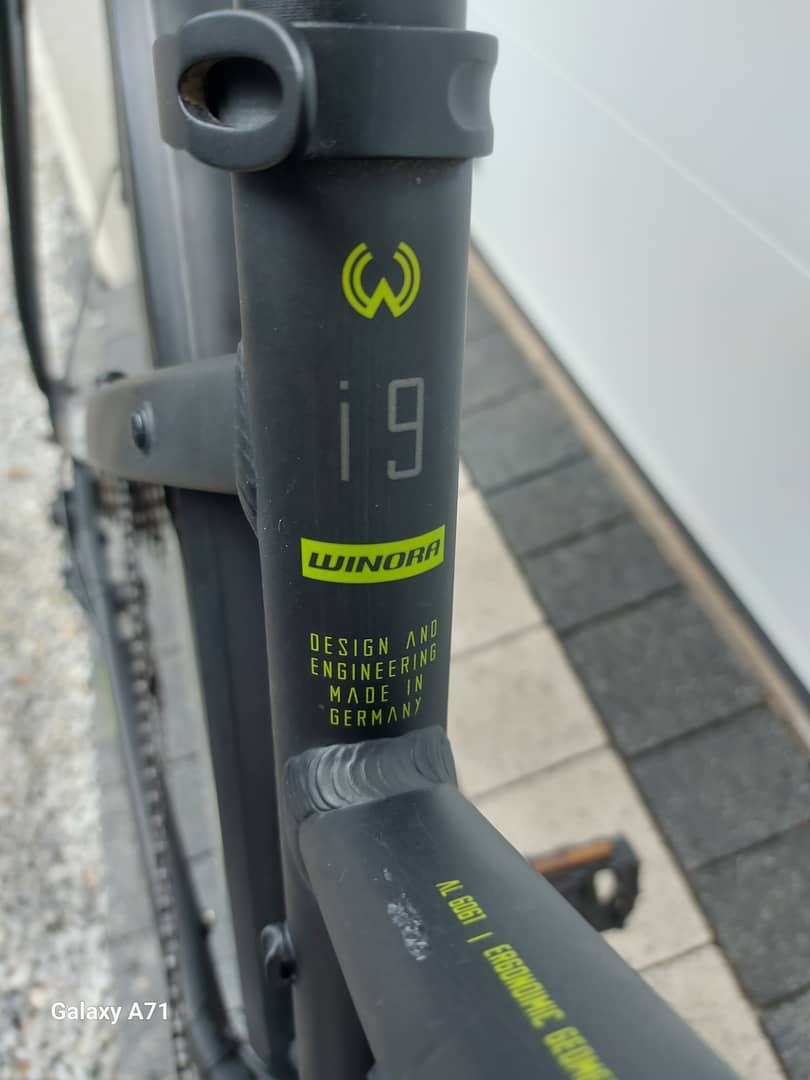 i9
WINORA
DESIGN AND
ENGINEERING
MADE IN
GERMANY
AL 6061 | ERGONOMIC
Galaxy A71